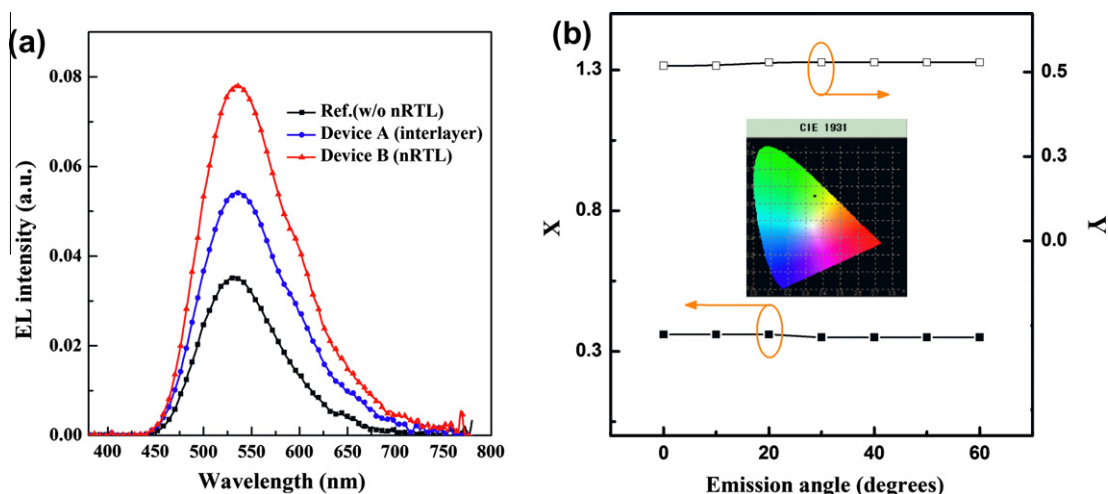 (a)
EL intensity (a.u.)
0.08
0.06
0.04
0.02
0.00
Ref.(w/o nRTL)
Device A (interlayer)
Device B (nRTL)
400 450 500 550 600 650 700 750 800
Wavelength (nm)
(b)
X
1.3
0.8
0.3
CIE 1931
0.5
0.3
0.0
Y
0 20 40 60
Emission angle (degrees)